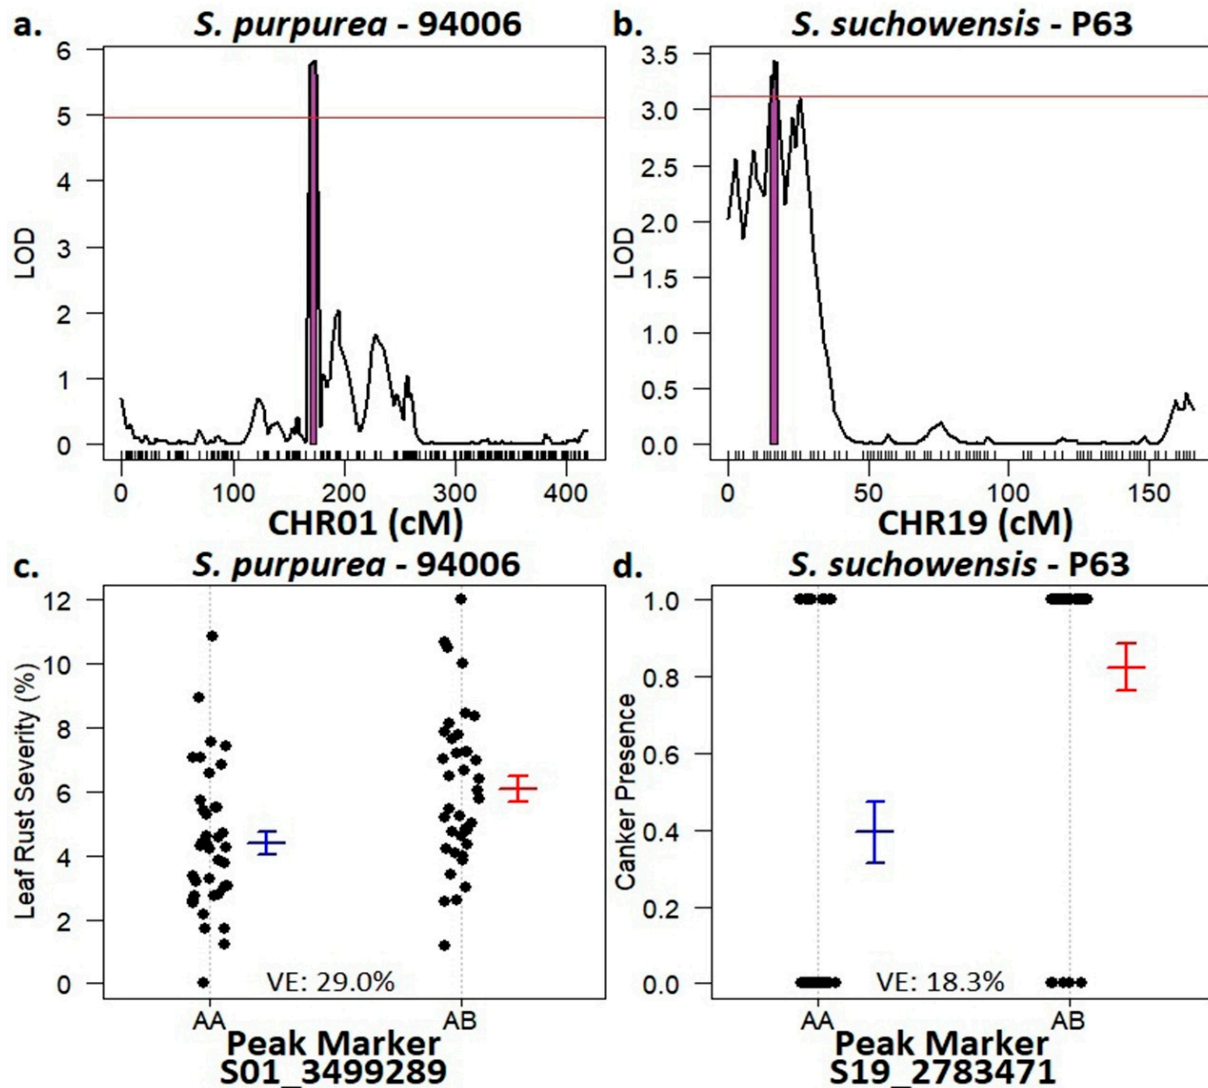 a. S. purpurea - 94006
6
5
4
3
2
1
0
LOD
0 100 200 300 400
CHR01 (cM)
b. S. suchowensis - P63
3.5
3.0
2.5
2.0
1.5
1.0
0.5
0.0
LOD
0 50 100 150
CHR19 (cM)
c. S. purpurea - 94006
12
10
8
6
4
2
0
Leaf Rust Severity (%)
VE: 29.0%
AA AB
Peak Marker
S01_3499289
d. S. suchowensis - P63
1.0
0.8
0.6
0.4
0.2
0.0
Canker Presence
VE: 18.3%
AA AB
Peak Marker
S19_2783471